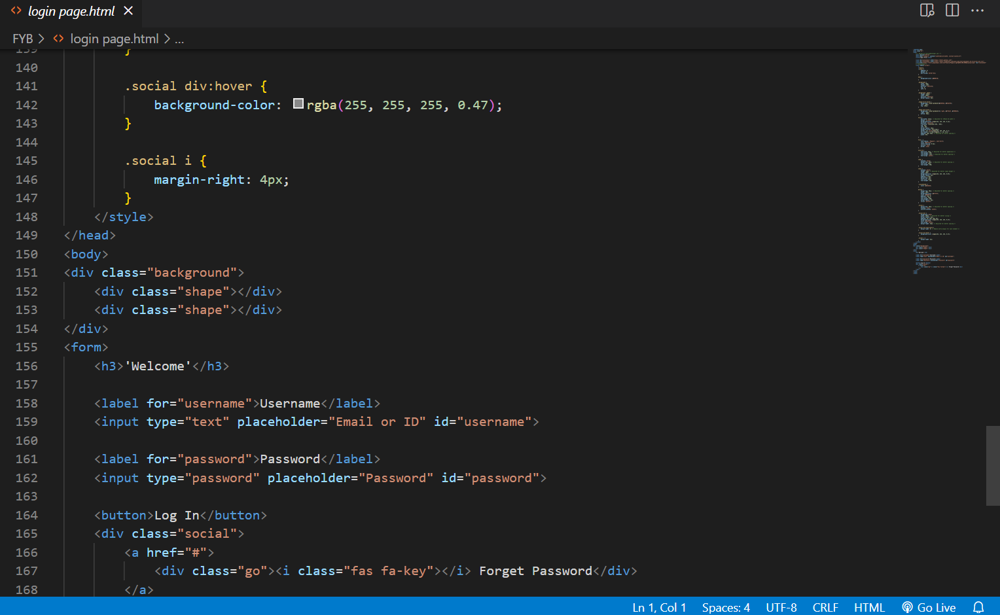 login page.html
FYB > login page.html > ...
139 }
140
141 .social div:hover {
142 background-color: rgba(255, 255, 255, 0.47);
143 }
144
145 .social i {
146 margin-right: 4px;
147 }
148 </style>
149 </head>
150 <body>
151 <div class="background">
152 <div class="shape"></div>
153 <div class="shape"></div>
154 </div>
155 <form>
156 <h3>'Welcome'</h3>
157
158 <label for="username">Username</label>
159 <input type="text" placeholder="Email or ID" id="username">
160
161 <label for="password">Password</label>
162 <input type="password" placeholder="Password" id="password">
163
164 <button>Log In</button>
165 <div class="social">
166 <a href="#">
167 <div class="go"><i class="fas fa-key"></i> Forget Password</div>
168 </a>
Ln 1, Col 1 Spaces: 4 UTF-8 CRLF HTML Go Live